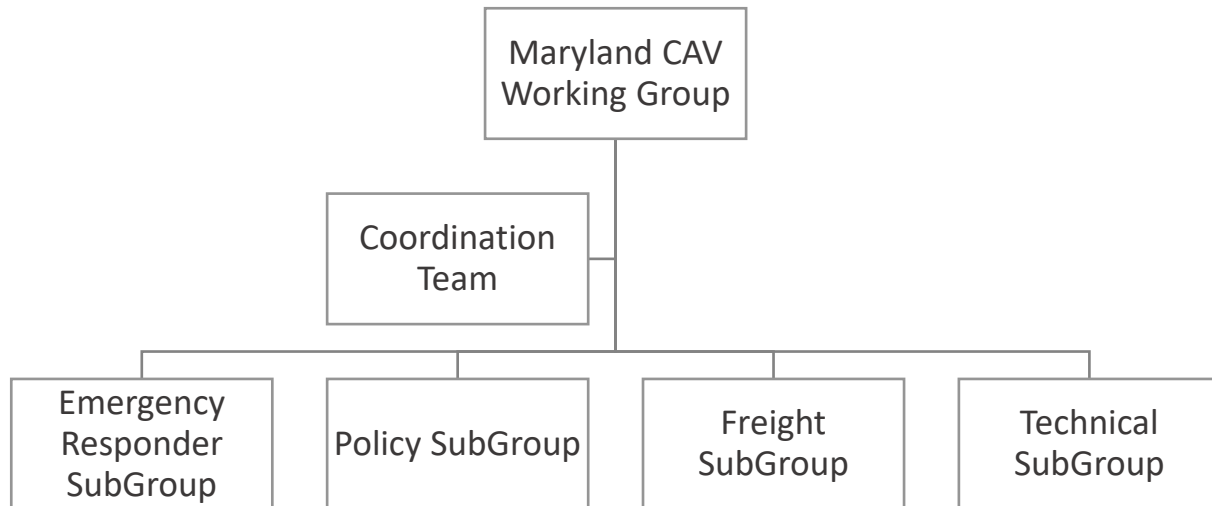 Maryland CAV
Working Group
Coordination
Team
Emergency
Responder
SubGroup
Policy SubGroup
Freight
SubGroup
Technical
SubGroup